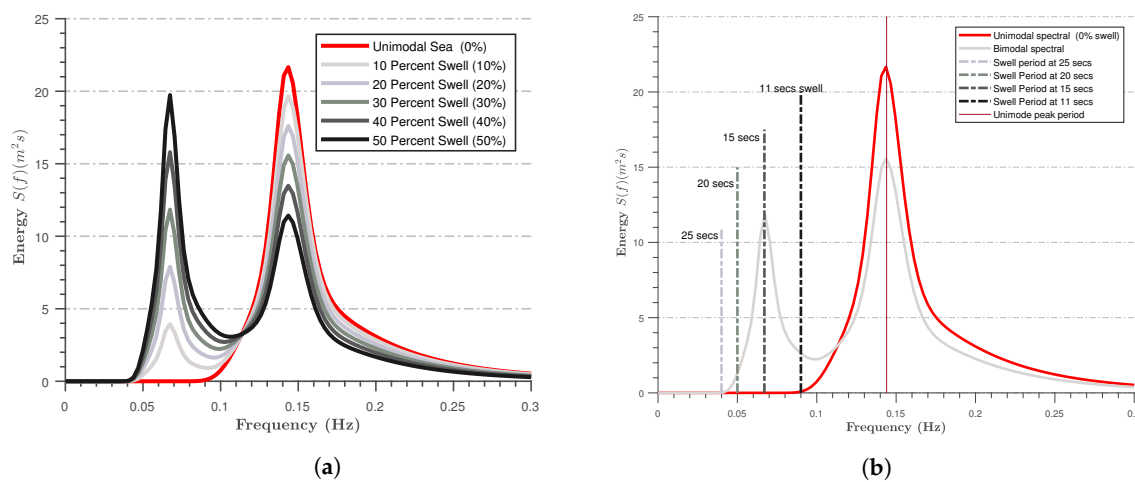 25
20
15
10
5
0
Energy S(f)(m²s)
0
0.05
0.1
0.15
0.2
0.25
0.3
Frequency (Hz)
Unimodal Sea (0%)
10 Percent Swell (10%)
20 Percent Swell (20%)
30 Percent Swell (30%)
40 Percent Swell (40%)
50 Percent Swell (50%)
(a)
25
20
15
10
5
0
Energy S(f)(m²s)
0
0.05
0.1
0.15
0.2
0.25
Frequency (Hz)
Unimodal spectral (0% swell)
Bimodal spectral
Swell period at 25 secs
Swell Period at 20 secs
Swell Period at 15 secs
Swell Period at 11 secs
Unimode peak period
11 secs swell
15 secs
20 secs
25 secs
(b)